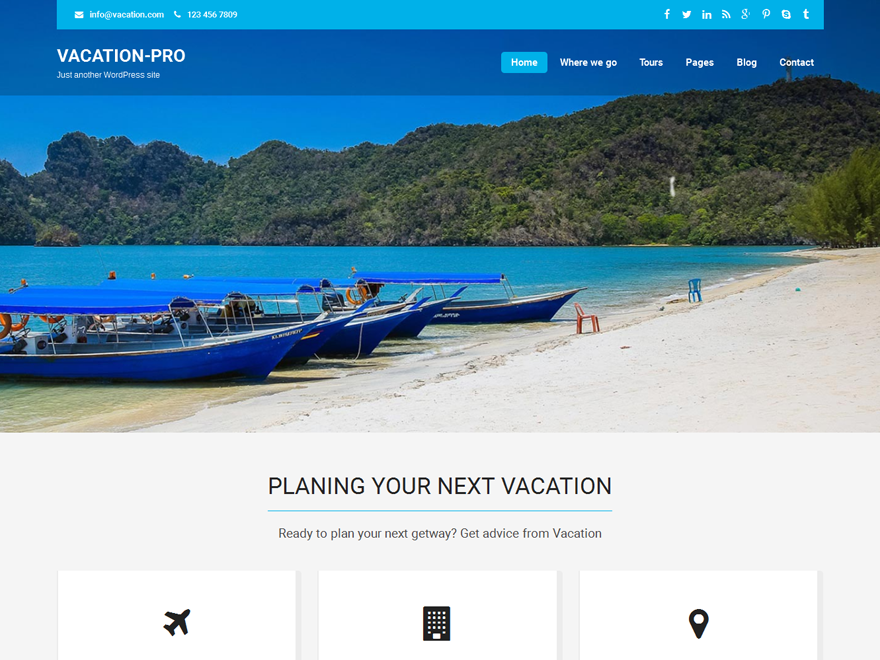 info@vacation.com 123 456 7809
VACATION-PRO
Just another WordPress site
Home Where we go Tours Pages Blog Contact
PLANING YOUR NEXT VACATION
Ready to plan your next getway? Get advice from Vacation